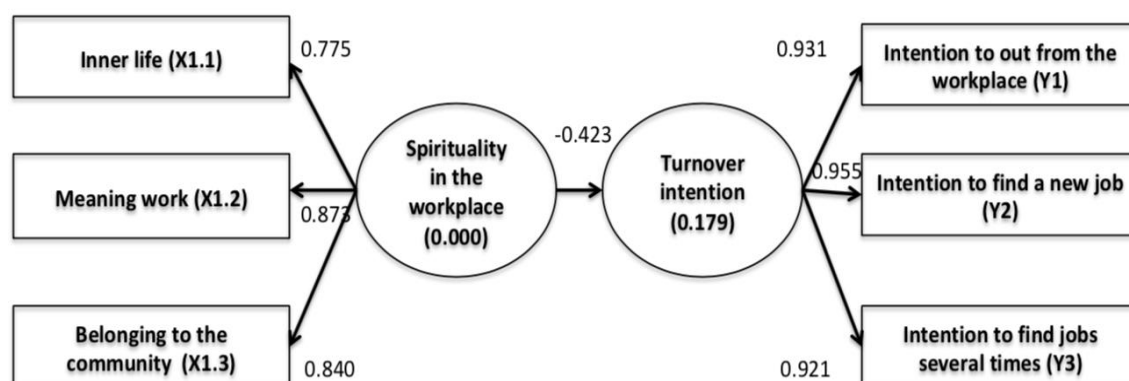 Inner life (X1.1)
0.775
Meaning work (X1.2)
0.873
Belonging to the
community (X1.3)
0.840
Spirituality
in the
workplace
(0.000)
-0.423
Turnover
intention
(0.179)
0.931
Intention to out from the
workplace (Y1)
0.955
Intention to find a new job
(Y2)
0.921
Intention to find jobs
several times (Y3)